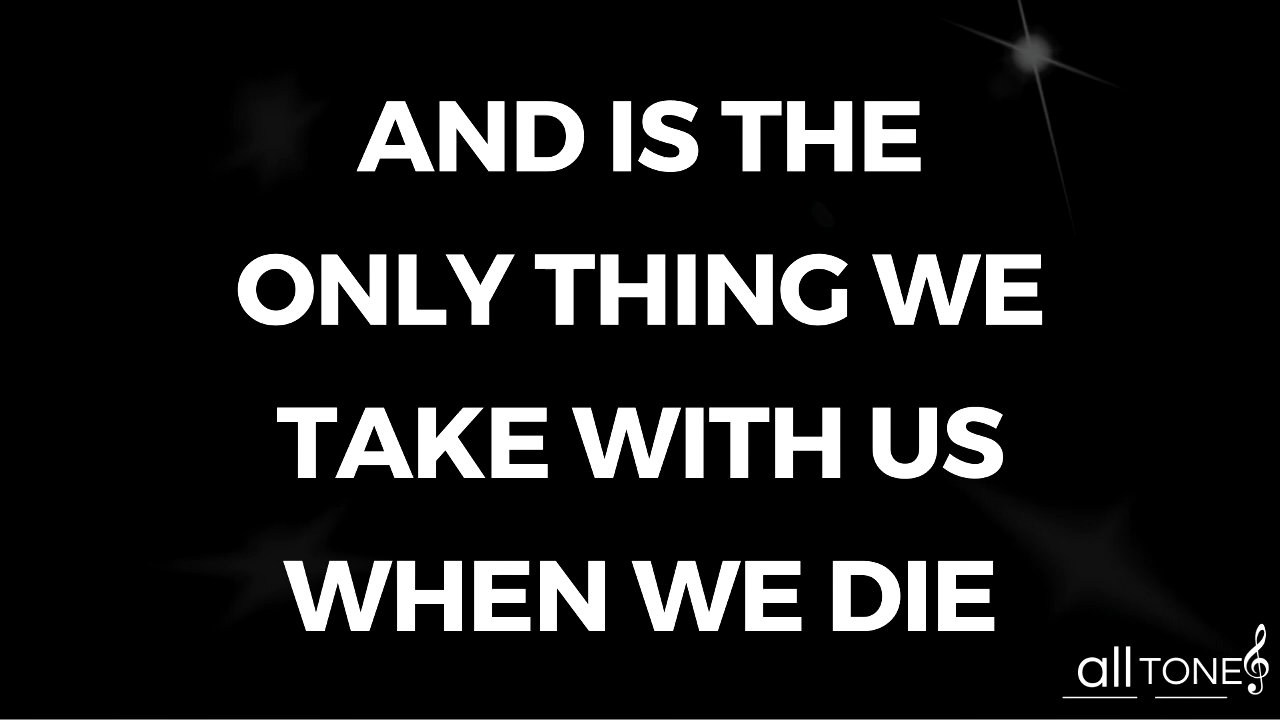 AND IS THE
ONLY THING WE
TAKE WITH US
WHEN WE DIE
all TONES